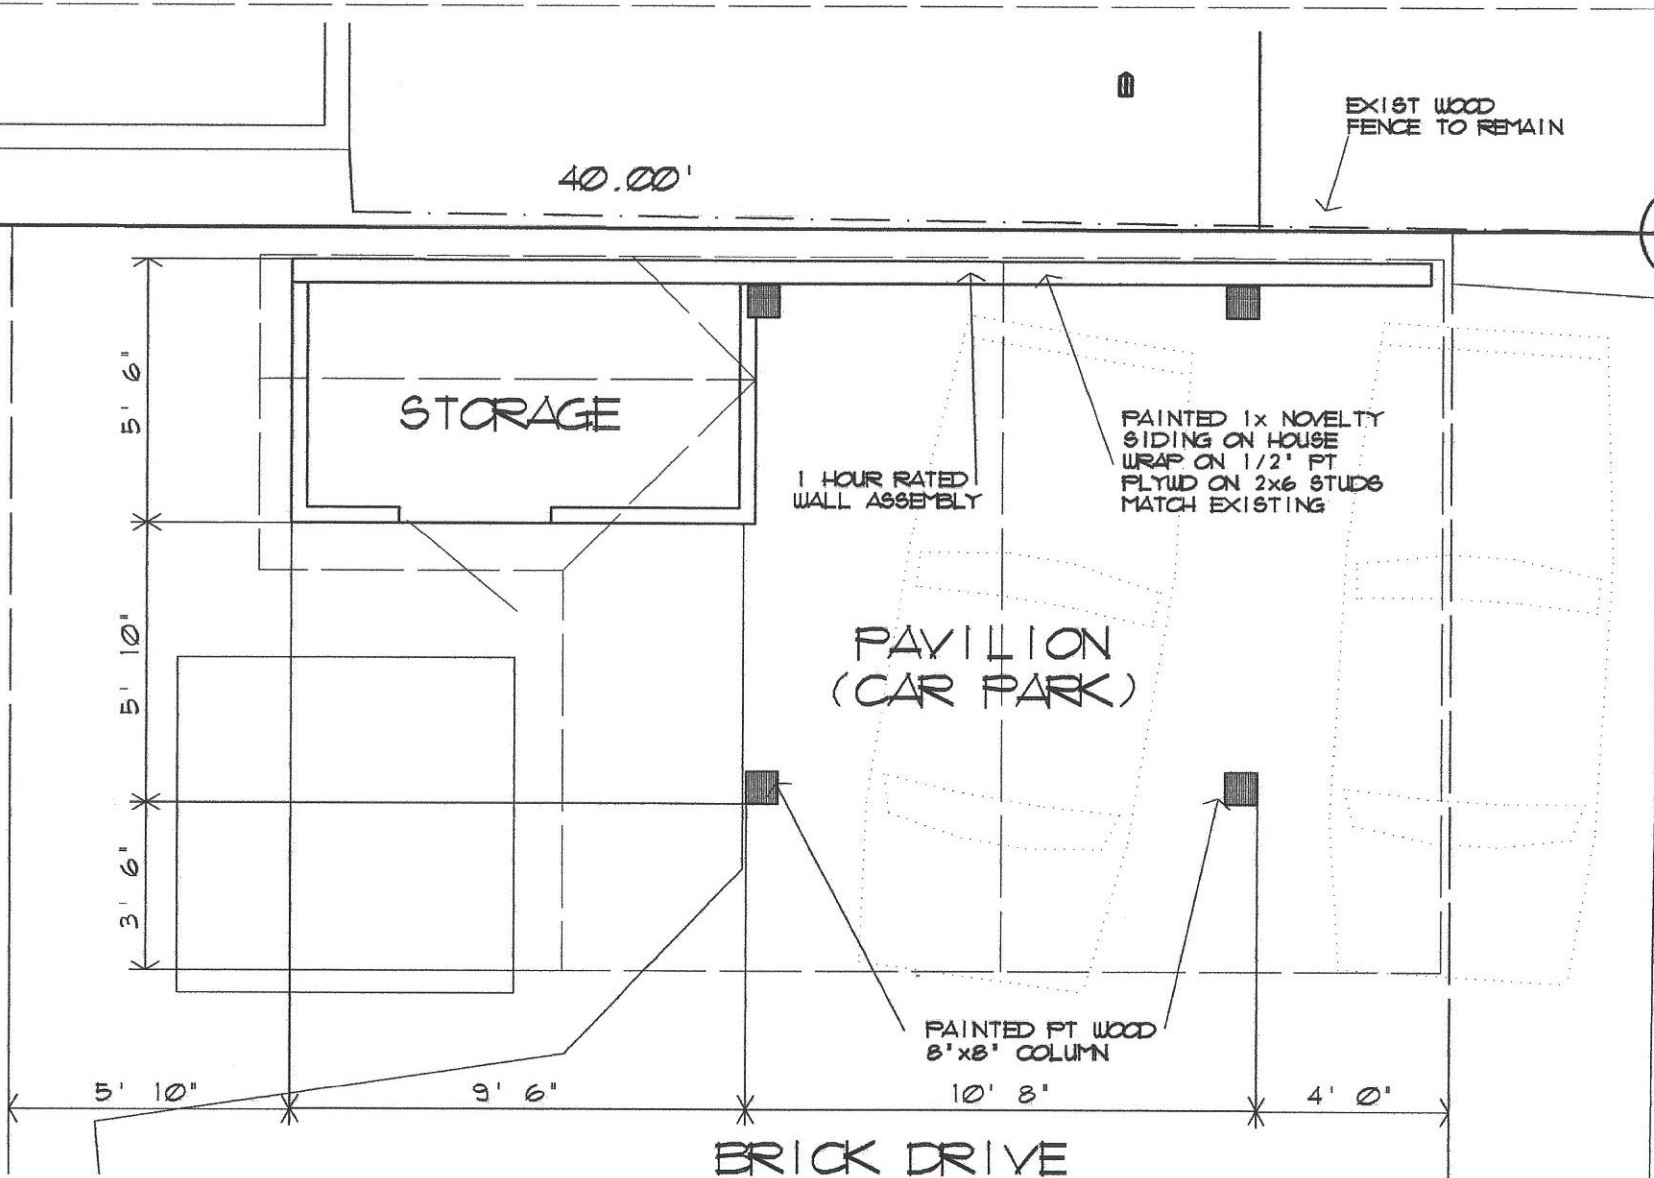 EXIST WOOD
FENCE TO REMAIN
40.00'
5' 6"
STORAGE
PAINTED 1x NOVELTY
SIDING ON HOUSE
WRAP ON 1/2" PT
PLYWD ON 2x6 STUDS
MATCH EXISTING
1 HOUR RATED
WALL ASSEMBLY
5' 10"
PAVILION
(CAR PARK)
3' 6"
PAINTED PT WOOD
8"x8" COLUMN
5' 10"
9' 6"
10' 8"
4' 0"
BRICK DRIVE